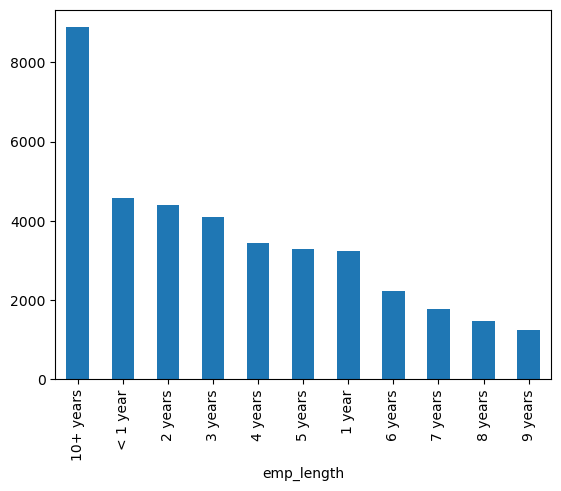 8000
6000
4000
2000
0
10+ years
< 1 year
2 years
3 years
4 years
5 years
1 year
6 years
7 years
8 years
9 years
emp_length